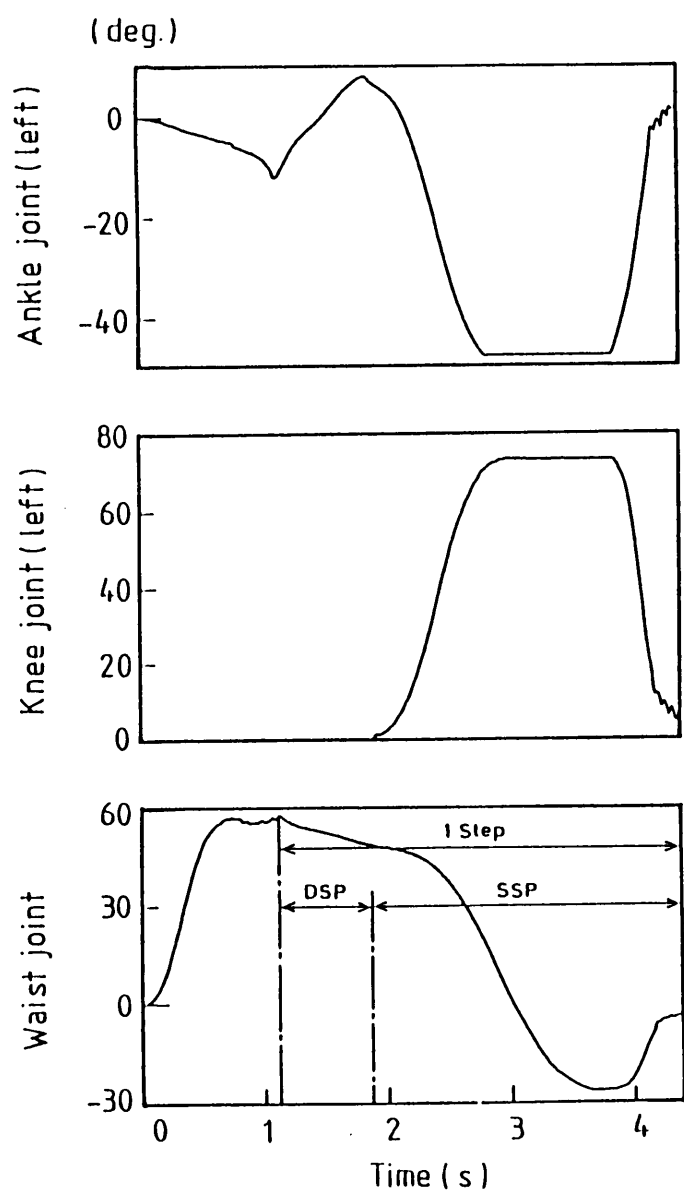 (deg.)
Ankle joint (left)
0
-20
-40
Knee joint (left)
80
60
40
20
0
Waist joint
60
30
0
-30
1 Step
DSP
SSP
0 1 2 3 4
Time (s)